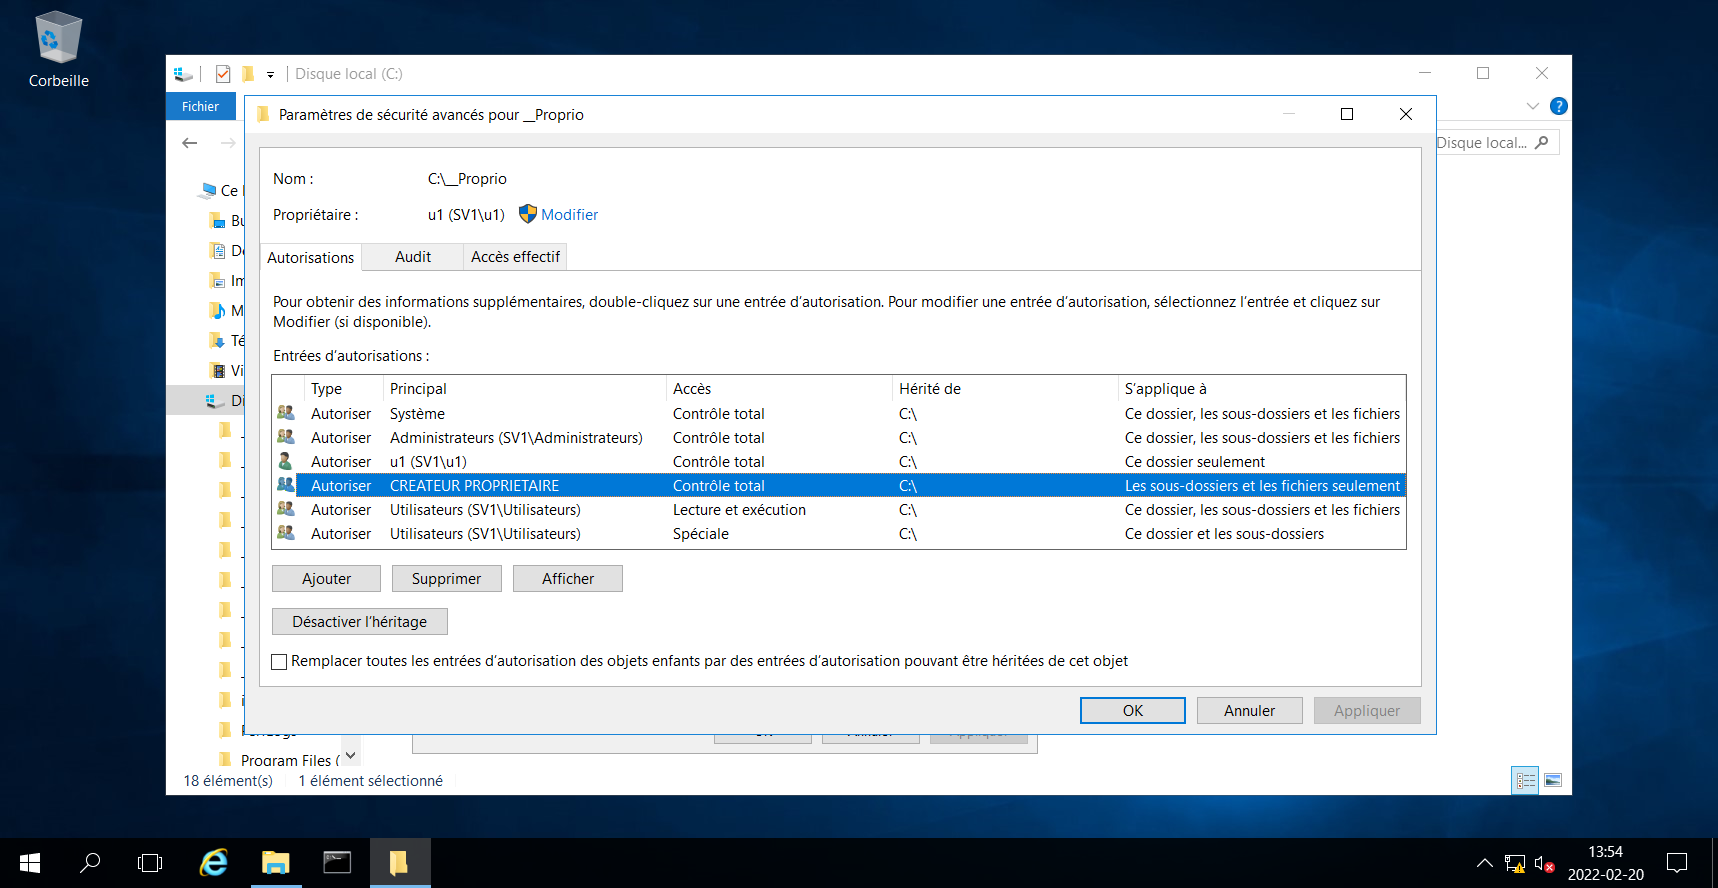 Corbeille
Disque local (C:)
Fichier
Paramètres de sécurité avancés pour __Proprio
Disque local...
Nom :
C:\__Proprio
Propriétaire :
u1 (SV1\u1)
Modifier
Ce
Autorisations
Audit
Accès effectif
Pour obtenir des informations supplémentaires, double-cliquez sur une entrée d'autorisation. Pour modifier une entrée d'autorisation, sélectionnez l'entrée et cliquez sur
Modifier (si disponible).
Entrées d'autorisations :
Type Principal Accès Hérité de S'applique à
Autoriser Système Contrôle total C:\ Ce dossier, les sous-dossiers et les fichiers
Autoriser Administrateurs (SV1\Administrateurs) Contrôle total C:\ Ce dossier, les sous-dossiers et les fichiers
Autoriser u1 (SV1\u1) Contrôle total C:\ Ce dossier seulement
Autoriser CREATEUR PROPRIETAIRE Contrôle total C:\ Les sous-dossiers et les fichiers seulement
Autoriser Utilisateurs (SV1\Utilisateurs) Lecture et exécution C:\ Ce dossier, les sous-dossiers et les fichiers
Autoriser Utilisateurs (SV1\Utilisateurs) Spéciale C:\ Ce dossier et les sous-dossiers
Ajouter
Supprimer
Afficher
Désactiver l'héritage
Remplacer toutes les entrées d'autorisation des objets enfants par des entrées d'autorisation pouvant être héritées de cet objet
OK
Annuler
Appliquer
Program Files (
18 élément(s)
1 élément sélectionné
13:54
2022-02-20